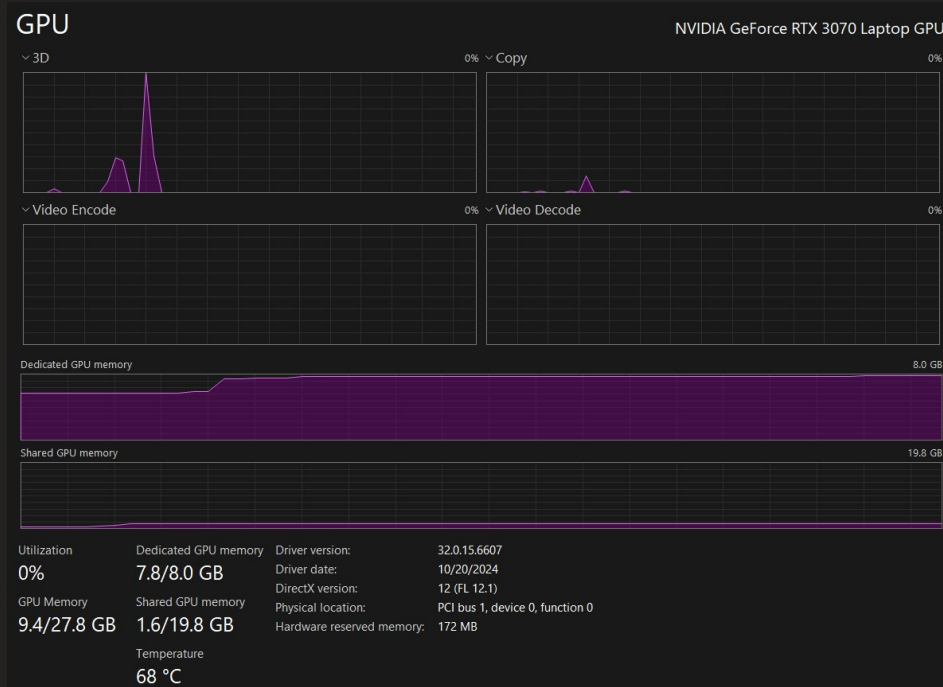 GPU
NVIDIA GeForce RTX 3070 Laptop GPU
3D 0%
Copy 0%
Video Encode 0%
Video Decode 0%
Dedicated GPU memory 8.0 GB
Shared GPU memory 19.8 GB
Utilization
0%
GPU Memory
9.4/27.8 GB
Dedicated GPU memory
7.8/8.0 GB
Shared GPU memory
1.6/19.8 GB
Temperature
68 °C
Driver version: 32.0.15.6607
Driver date: 10/20/2024
DirectX version: 12 (FL 12.1)
Physical location: PCI bus 1, device 0, function 0
Hardware reserved memory: 172 MB